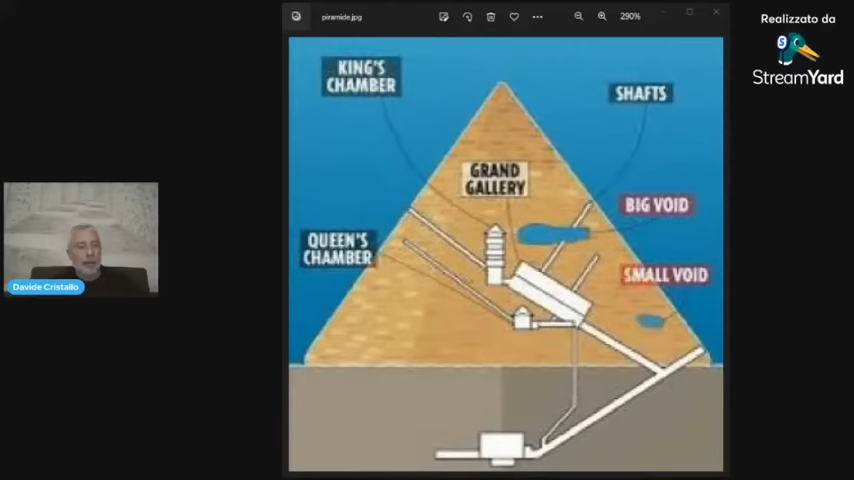 piramide.jpg
290%
Realizzato da
StreamYard
KING'S
CHAMBER
SHAFTS
GRAND
GALLERY
BIG VOID
QUEEN'S
CHAMBER
SMALL VOID
Davide Cristallo